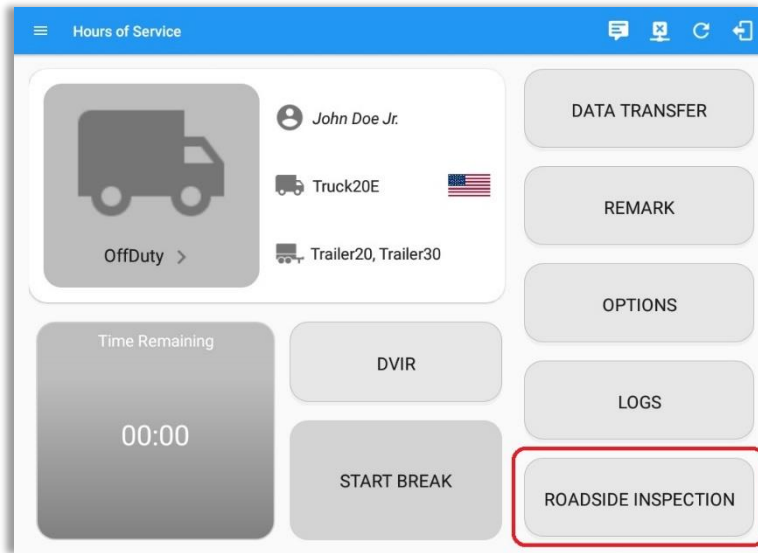 Hours of Service
John Doe Jr.
Truck20E
Trailer20, Trailer30
OffDuty >
Time Remaining
00:00
DVIR
START BREAK
DATA TRANSFER
REMARK
OPTIONS
LOGS
ROADSIDE INSPECTION